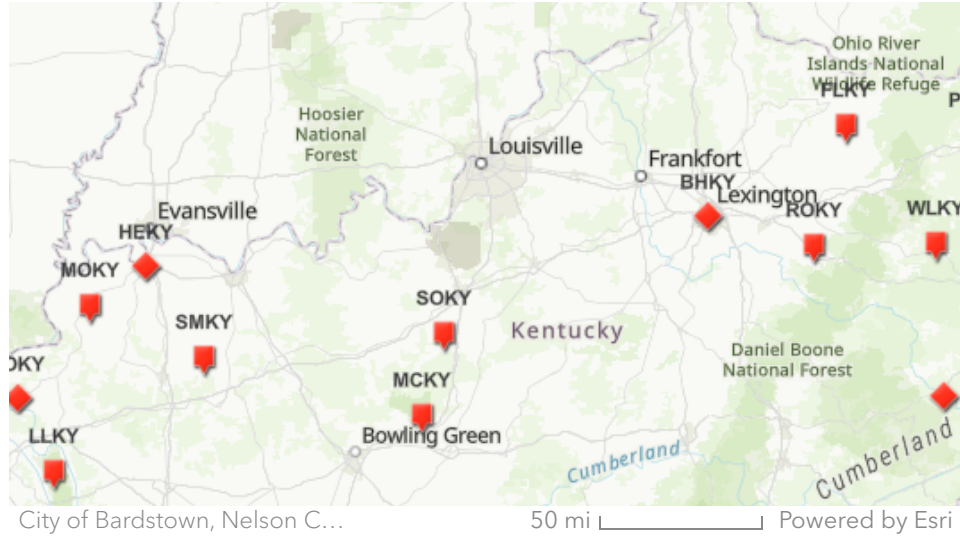 Ohio River
Islands National
Wildlife Refuge
FLKY
P
Hoosier
National
Forest
Louisville
Frankfort
BHKY
Lexington
ROKY
WLKY
Evansville
HEKY
MOKY
SMKY
SOKY
Kentucky
Daniel Boone
National Forest
OKY
MCKY
LLKY
Bowling Green
Cumberland
Cumberland
City of Bardstown, Nelson C...
50 mi
Powered by Esri